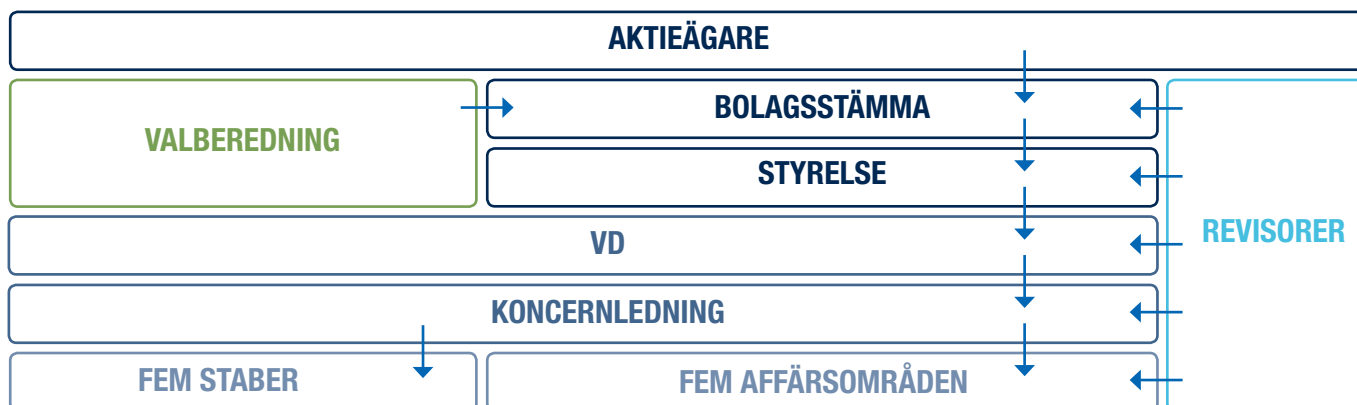 AKTIEÄGARE
VALBEREDNING
BOLAGSSTÄMMA
STYRELSE
VD
REVISORER
KONCERNLEDNING
FEM STABER
FEM AFFÄRSOMRÅDEN